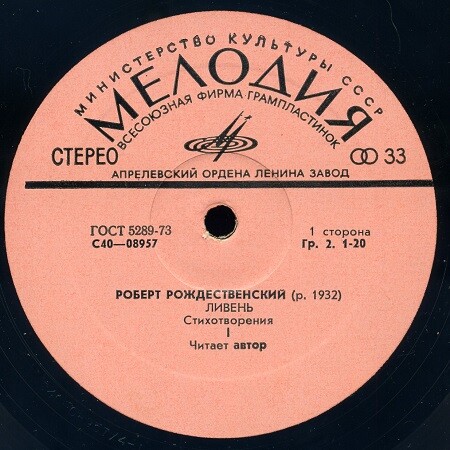 МИНИСТЕРСТВО КУЛЬТУРЫ СССР
МЕЛОДИЯ
ВСЕСОЮЗНАЯ ФИРМА ГРАМПЛАСТИНОК
СТЕРЕО 33
АПРЕЛЕВСКИЙ ОРДЕНА ЛЕНИНА ЗАВОД
ГОСТ 5289-73 1 сторона
С40—08957 Гр. 2. 1-20
РОБЕРТ РОЖДЕСТВЕНСКИЙ (р. 1932)
ЛИВЕНЬ
Стихотворения
I
Читает автор